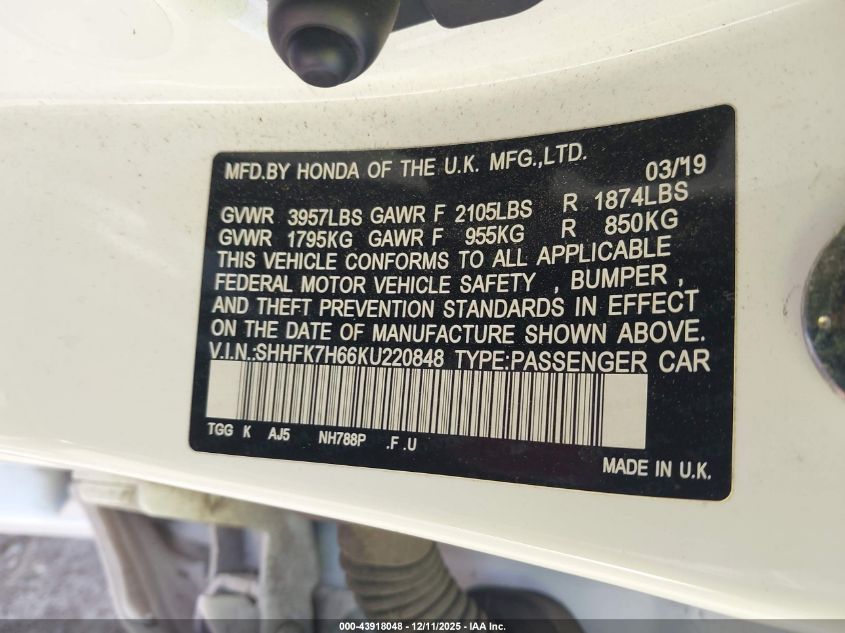 MFD.BY HONDA OF THE U.K. MFG.,LTD. 03/'19
GVWR 3957LBS GAWR F 2105LBS R 1874LBS
GVWR 1795KG GAWR F 955KG R 850KG
THIS VEHICLE CONFORMS TO ALL APPLICABLE
FEDERAL MOTOR VEHICLE SAFETY , BUMPER ,
AND THEFT PREVENTION STANDARDS IN EFFECT
ON THE DATE OF MANUFACTURE SHOWN ABOVE.
V.I.N.:SHHFK7H66KU220848 TYPE:PASSENGER CAR
TGG K AJ5 NH788P .F .U
MADE IN U.K.
000-43918048 - 12/11/2025 - IAA Inc.